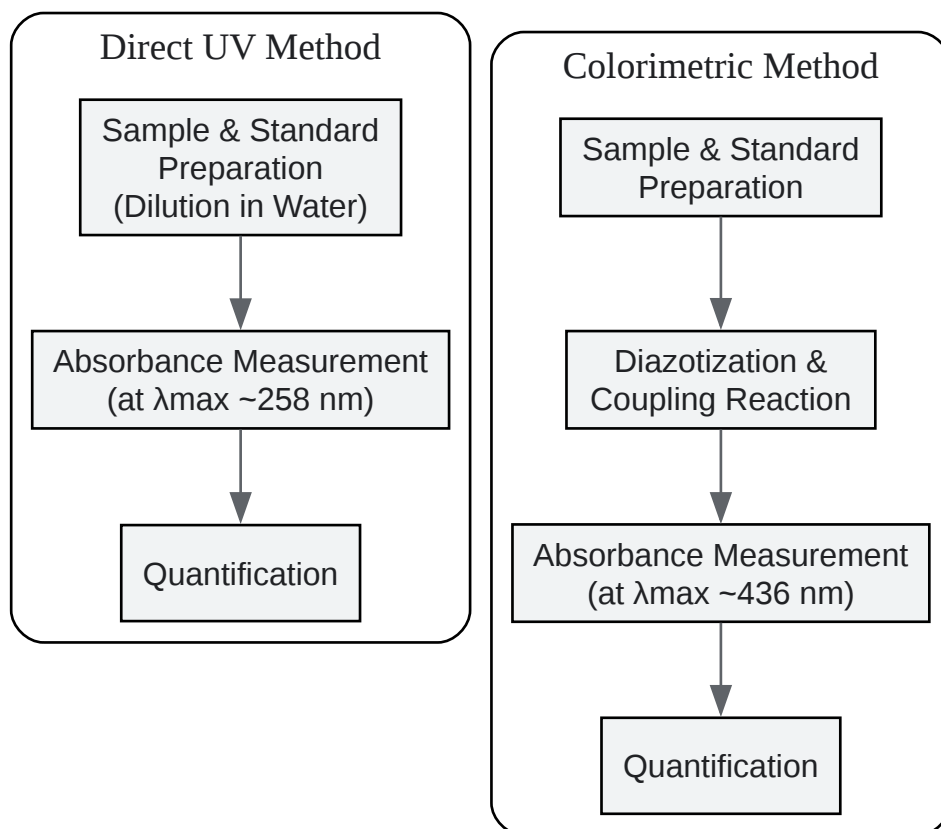 Direct UV Method
Sample & Standard
Preparation
(Dilution in Water)
Absorbance Measurement
(at λmax ~258 nm)
Quantification
Colorimetric Method
Sample & Standard
Preparation
Diazotization &
Coupling Reaction
Absorbance Measurement
(at λmax ~436 nm)
Quantification